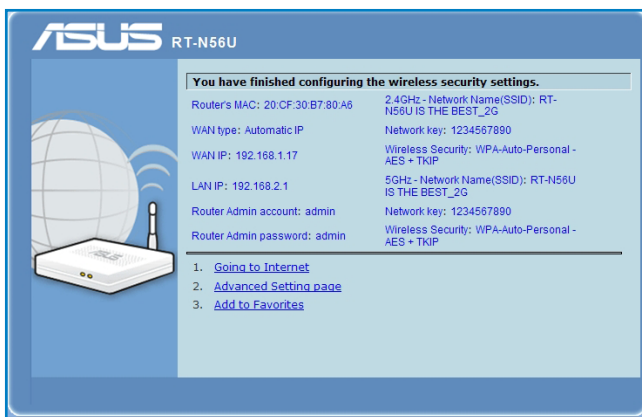 ASUS RT-N56U
You have finished configuring the wireless security settings.
Router's MAC: 20:CF:30:B7:80:A6
2.4GHz - Network Name(SSID): RT-
N56U IS THE BEST_2G
WAN type: Automatic IP
Network key: 1234567890
WAN IP: 192.168.1.17
Wireless Security: WPA-Auto-Personal -
AES + TKIP
LAN IP: 192.168.2.1
5GHz - Network Name(SSID): RT-N56U
IS THE BEST_2G
Router Admin account: admin
Network key: 1234567890
Router Admin password: admin
Wireless Security: WPA-Auto-Personal -
AES + TKIP
1. Going to Internet
2. Advanced Setting page
3. Add to Favorites
ASUS